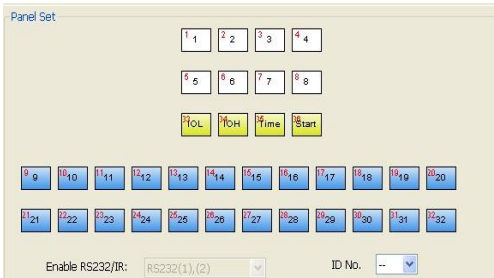 Panel Set
1 1 2 2 3 3 4 4
5 5 6 6 7 7 8 8
33 IOL 34 IOH 35 Time 36 Start
9 9 10 10 11 11 12 12 13 13 14 14 15 15 16 16 17 17 18 18 19 19 20 20
21 21 22 22 23 23 24 24 25 25 26 26 27 27 28 28 29 29 30 30 31 31 32 32
Enable RS232/IR: RS232(1),(2) ID No. --